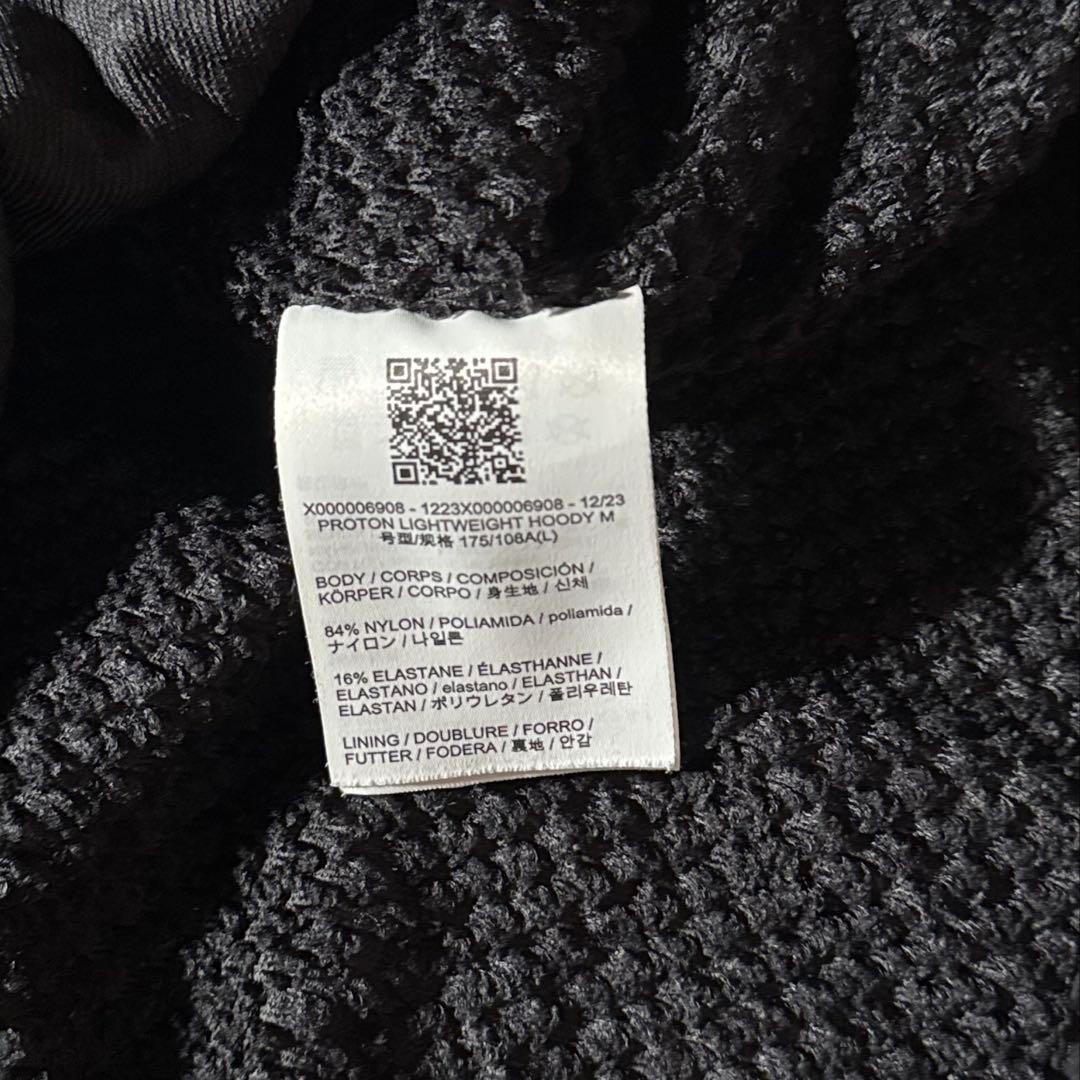 X000006908 - 1223X000006908 - 12/23
PROTON LIGHTWEIGHT HOODY M
号型/规格 175/108A(L)
BODY / CORPS / COMPOSICIÓN /
KÖRPER / CORPO / 身生地 / 신체
84% NYLON / POLIAMIDA / poliamida /
ナイロン / 나일론
16% ELASTANE / ÉLASTHANNE /
ELASTANO / elastano / ELASTHAN /
ELASTAN / ポリウレタン / 폴리우레탄
LINING / DOUBLURE / FORRO /
FUTTER / FODERA / 裏地 / 안감